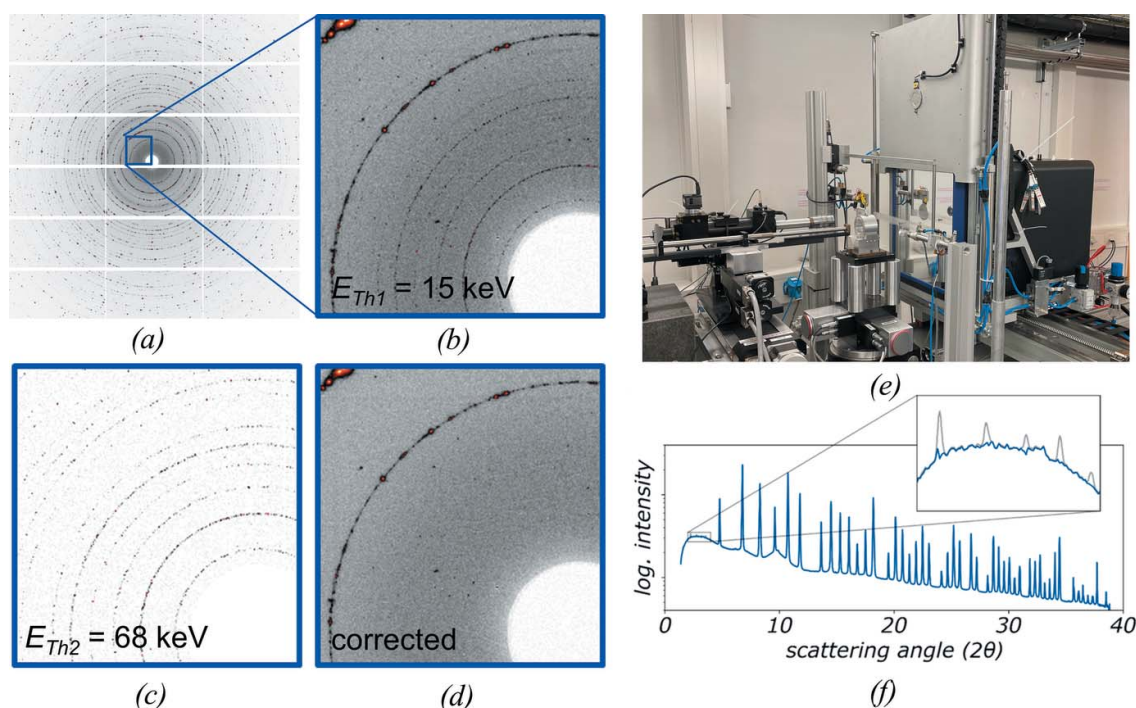 (a)
E_Th1 = 15 keV
(b)
(e)
E_Th2 = 68 keV
(c)
corrected
(d)
log. intensity
0 10 20 30 40
scattering angle (2θ)
(f)